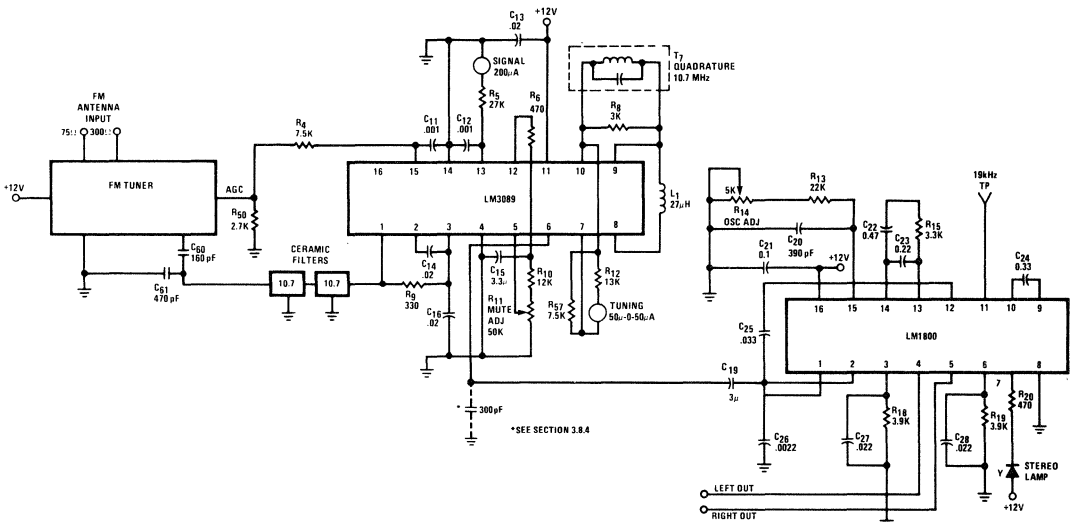 C13
.02
+12V
SIGNAL
200μA
R5
27K
R6
470
T7
QUADRATURE
10.7 MHz
R8
3K
FM
ANTENNA
INPUT
75Ω
300Ω
R4
7.5K
C11
.001
C12
.001
16
15
14
13
12
11
10
9
+12V
FM TUNER
AGC
LM3089
L1
27μH
R50
2.7K
C60
160 pF
C61
470 pF
CERAMIC
FILTERS
10.7
10.7
1
2
3
4
5
6
7
8
C14
.02
R9
330
C16
.02
C15
3.3μ
R10
12K
R11
MUTE
ADJ
50K
R57
7.5K
R12
13K
TUNING
50μ-0-50μA
*
300pF
*SEE SECTION 3.8.4
5K
R14
OSC ADJ
R13
22K
C20
390 pF
C21
0.1
+12V
C22
0.47
C23
0.22
R15
3.3K
19kHz
TP
C24
0.33
C25
.033
16
15
14
13
12
11
10
9
LM1800
C19
3μ
1
2
3
4
5
6
7
8
C26
.0022
C27
.022
R18
3.9K
C28
.022
R19
3.9K
R20
470
Y
STEREO
LAMP
+12V
LEFT OUT
RIGHT OUT